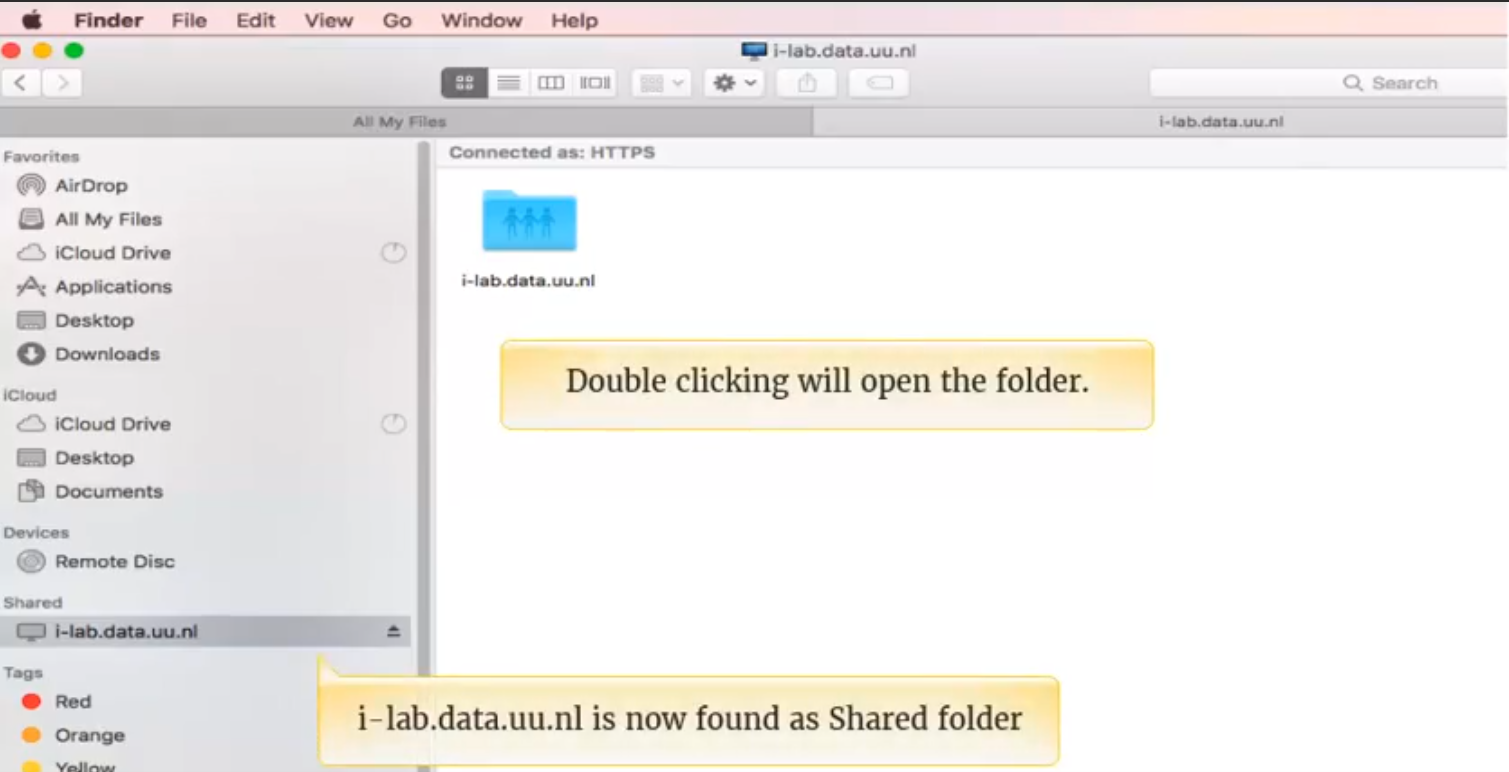 Finder File Edit View Go Window Help
i-lab.data.uu.nl
Search
All My Files
i-lab.data.uu.nl
Favorites
AirDrop
All My Files
iCloud Drive
Applications
Desktop
Downloads
iCloud
iCloud Drive
Desktop
Documents
Devices
Remote Disc
Shared
i-lab.data.uu.nl
Tags
Red
Orange
Yellow
Connected as: HTTPS
i-lab.data.uu.nl
Double clicking will open the folder.
i-lab.data.uu.nl is now found as Shared folder